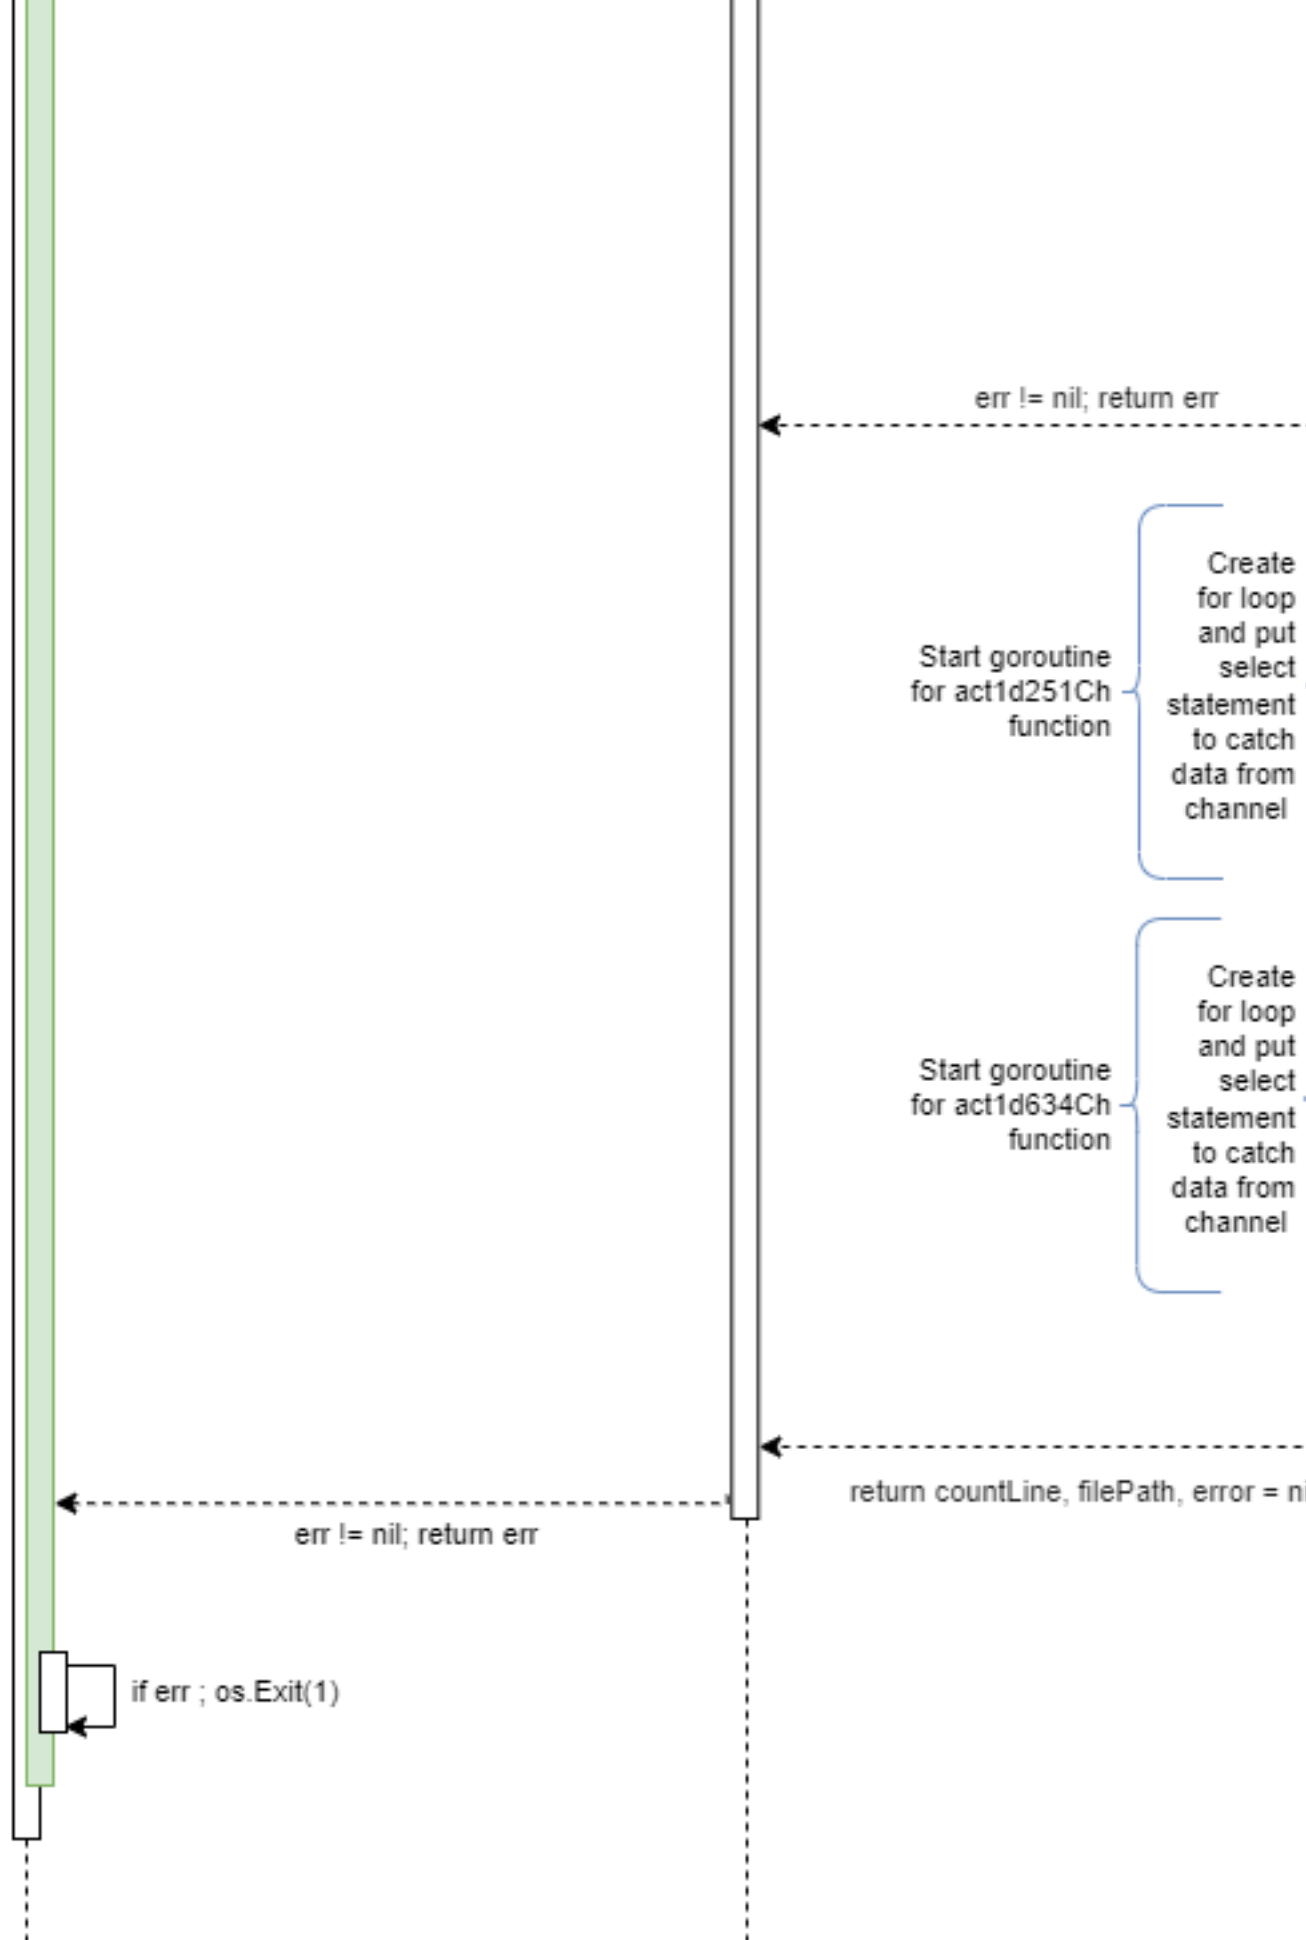 err != nil; return err
Create
for loop
and put
select
statement
to catch
data from
channel
Start goroutine
for act1d251Ch
function
Create
for loop
and put
select
statement
to catch
data from
channel
Start goroutine
for act1d634Ch
function
return countLine, filePath, error =
err != nil; return err
if err ; os.Exit(1)